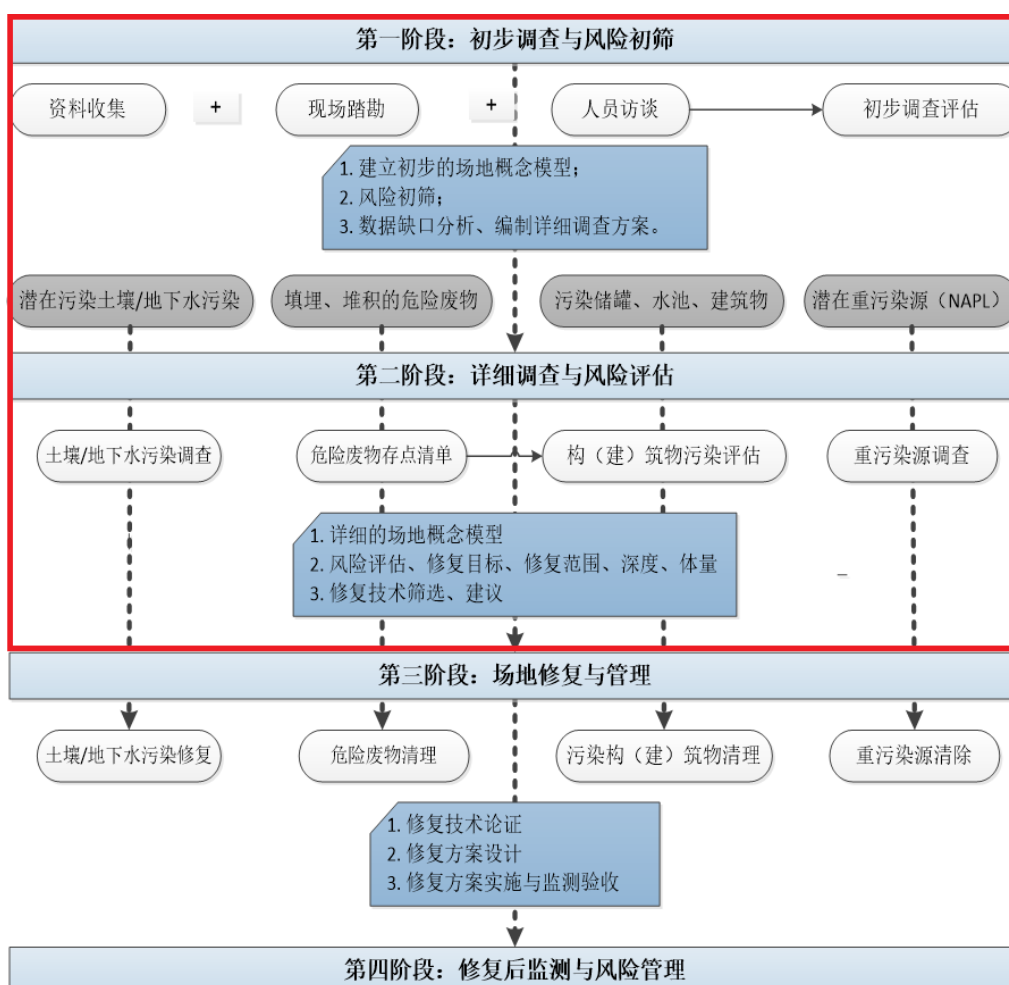 第一阶段：初步调查与风险初筛
资料收集
+
现场踏勘
+
人员访谈
初步调查评估
1. 建立初步的场地概念模型；
2. 风险初筛；
3. 数据缺口分析、编制详细调查方案。
潜在污染土壤/地下水污染
填埋、堆积的危险废物
污染储罐、水池、建筑物
潜在重污染源（NAPL）
第二阶段：详细调查与风险评估
土壤/地下水污染调查
危险废物存点清单
构（建）筑物污染评估
重污染源调查
1. 详细的场地概念模型
2. 风险评估、修复目标、修复范围、深度、体量
3. 修复技术筛选、建议
第三阶段：场地修复与管理
土壤/地下水污染修复
危险废物清理
污染构（建）筑物清理
重污染源清除
1. 修复技术论证
2. 修复方案设计
3. 修复方案实施与监测验收
第四阶段：修复后监测与风险管理